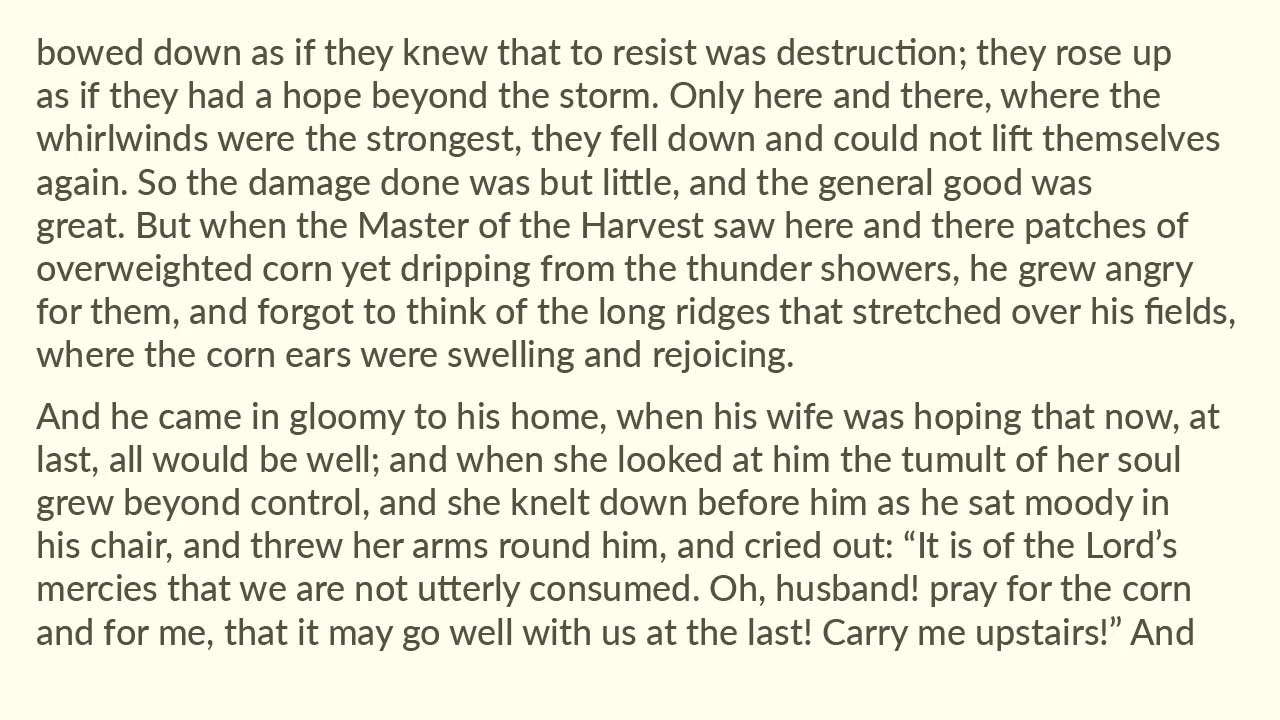 bowed down as if they knew that to resist was destruction; they rose up
as if they had a hope beyond the storm. Only here and there, where the
whirlwinds were the strongest, they fell down and could not lift themselves
again. So the damage done was but little, and the general good was
great. But when the Master of the Harvest saw here and there patches of
overweighted corn yet dripping from the thunder showers, he grew angry
for them, and forgot to think of the long ridges that stretched over his fields,
where the corn ears were swelling and rejoicing.
And he came in gloomy to his home, when his wife was hoping that now, at
last, all would be well; and when she looked at him the tumult of her soul
grew beyond control, and she knelt down before him as he sat moody in
his chair, and threw her arms round him, and cried out: “It is of the Lord’s
mercies that we are not utterly consumed. Oh, husband! pray for the corn
and for me, that it may go well with us at the last! Carry me upstairs!” And